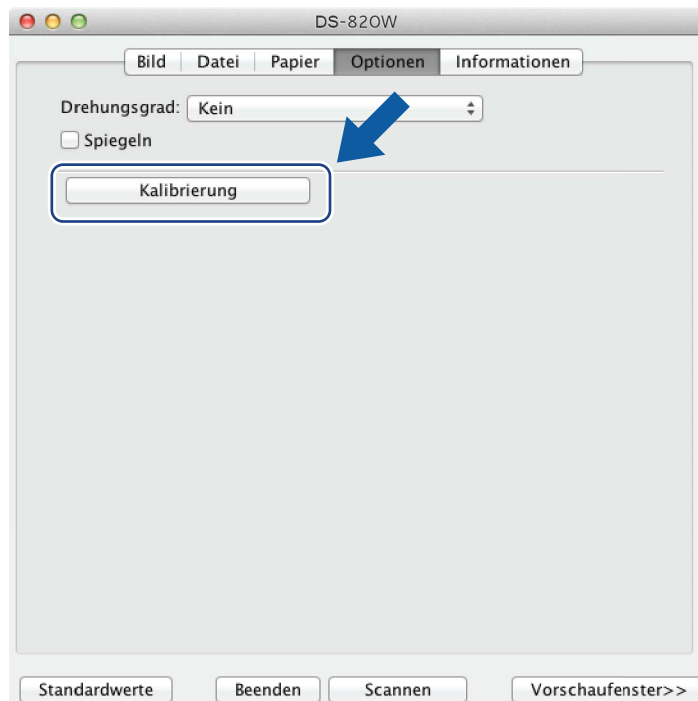 DS-820W
Bild Datei Papier Optionen Informationen
Drehungsgrad: Kein
Spiegeln
Kalibrierung
Standardwerte Beenden Scannen Vorschaufenster>>